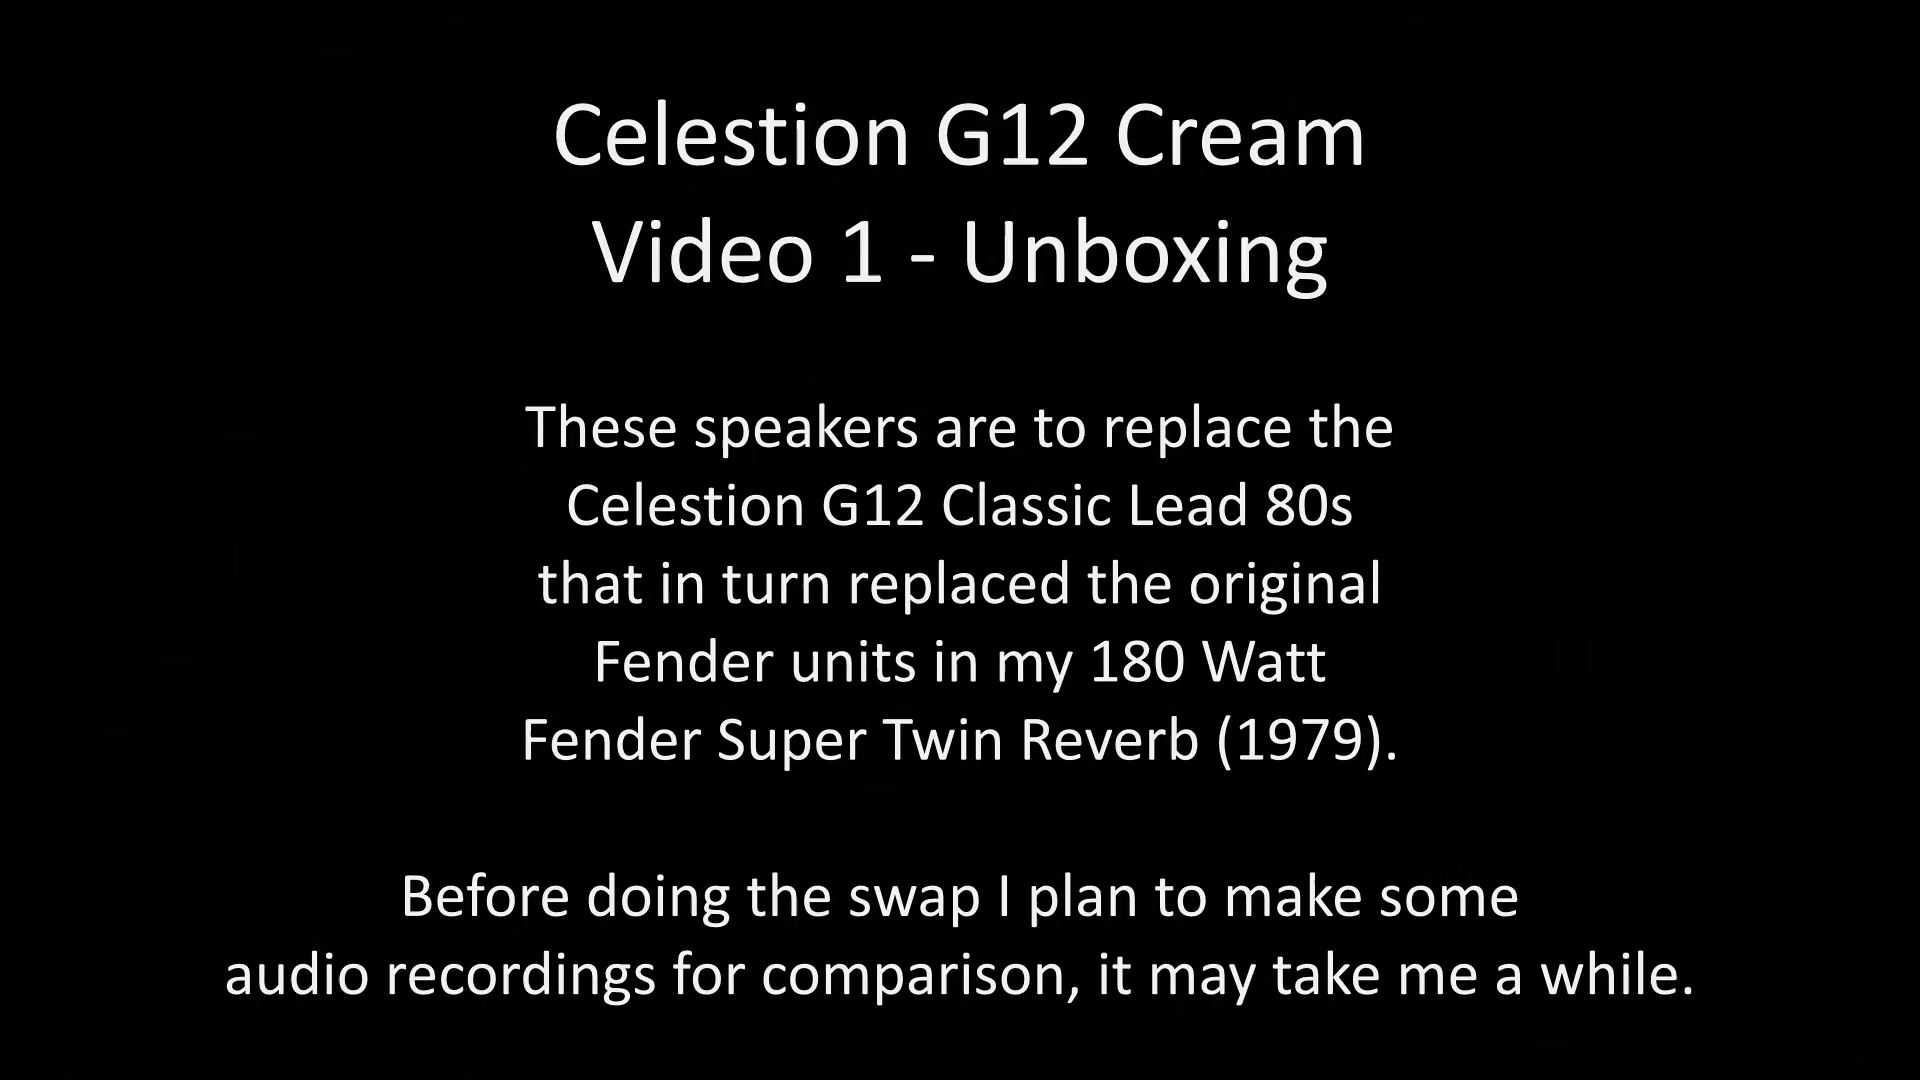 Celestion G12 Cream
Video 1 - Unboxing
These speakers are to replace the
Celestion G12 Classic Lead 80s
that in turn replaced the original
Fender units in my 180 Watt
Fender Super Twin Reverb (1979).
Before doing the swap I plan to make some
audio recordings for comparison, it may take me a while.